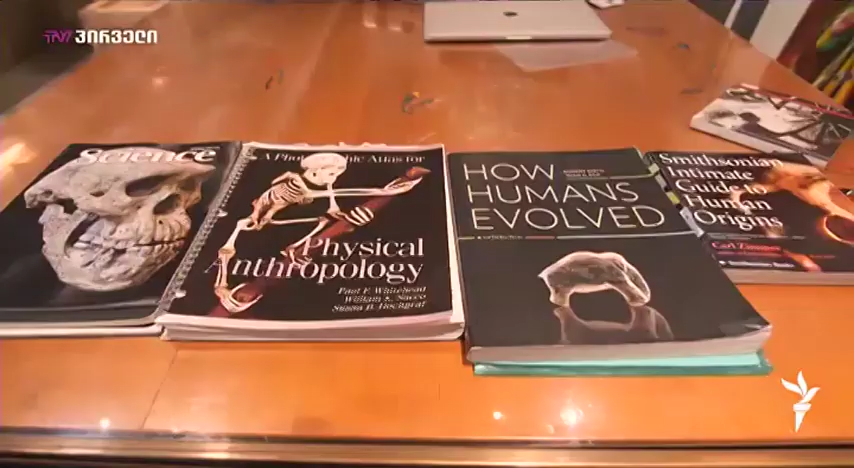 პირველი
Science
A Photographic Atlas for
Physical
Anthropology
Paul F. Whitehead
William K. Sacco
Susan B. Hochgraf
HOW
HUMANS
EVOLVED
Smithsonian
Intimate
Guide to
Human
Origins
Carl Zimmer